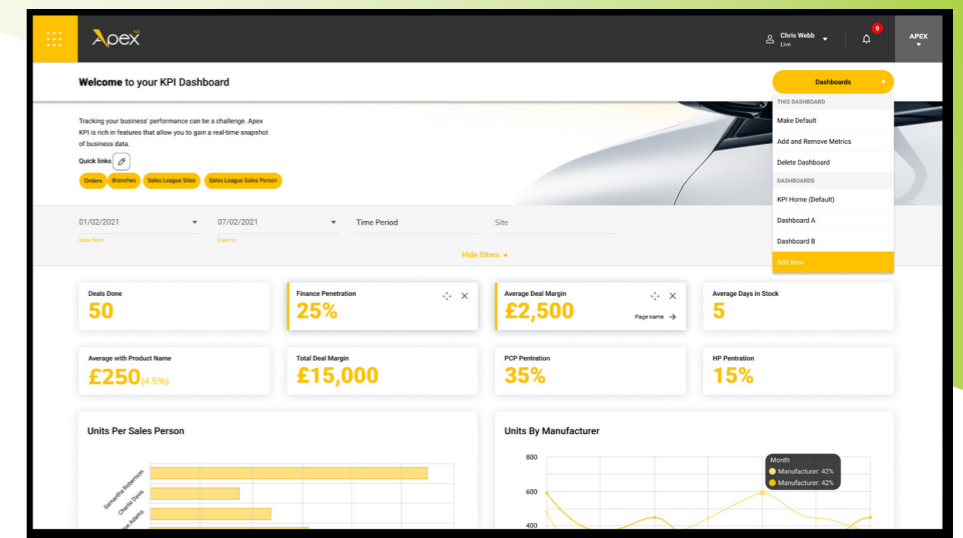 Apex
kpi
Chris Webb
Live
9
APEX
Welcome to your KPI Dashboard
Dashboards
THIS DASHBOARD
Make Default
Add and Remove Metrics
Delete Dashboard
DASHBOARDS
KPI Home (Default)
Dashboard A
Dashboard B
Add New
Tracking your business' performance can be a challenge. Apex
KPI is rich in features that allow you to gain a real-time snapshot
of business data.
Quick links
Orders Branches Sales League Sites Sales League Sales Person
01/02/2021 07/02/2021 Time Period Site
Date from Date to
Hide filters
Deals Done
50
Finance Penetration
25%
Average Deal Margin
£2,500
Page name
Average Days in Stock
5
Average with Product Name
£250(4.5%)
Total Deal Margin
£15,000
PCP Pentration
35%
HP Pentration
15%
Units Per Sales Person
Samantha Robertson
Charlie Davis
Adams
Units By Manufacturer
800
600
400
Month
Manufacturer: 42%
Manufacturer: 42%